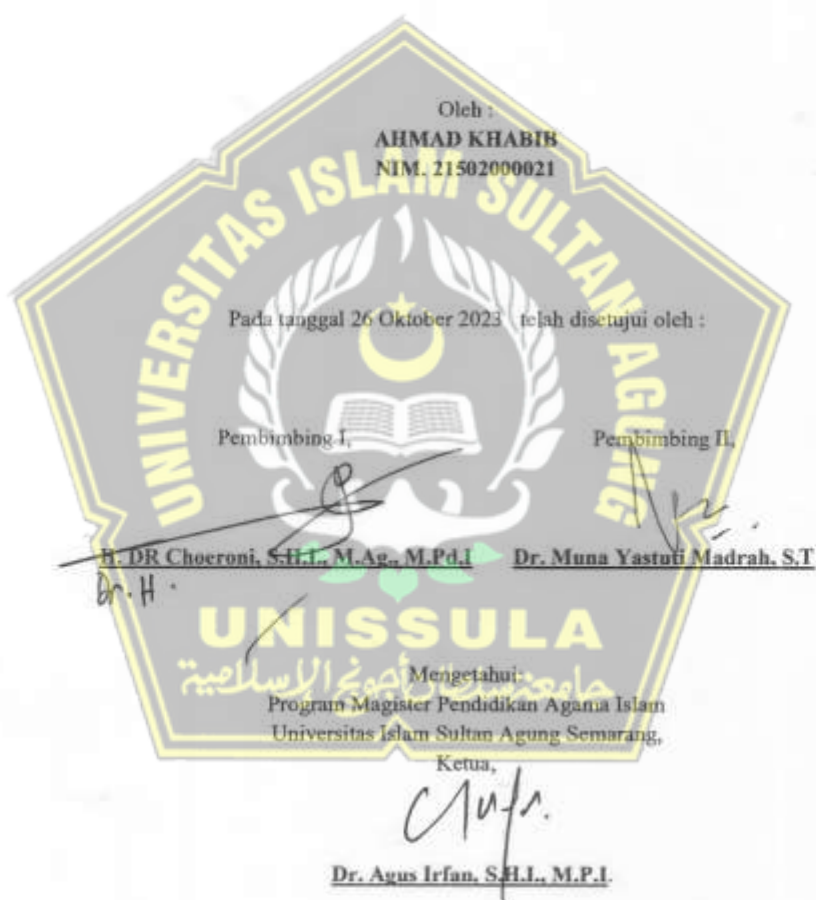 Oleh :
AHMAD KHABIB
NIM. 21502000021
UNIVERSITAS ISLAM SULTAN AGUNG
Pada tanggal 26 Oktober 2023 telah disetujui oleh :
Pembimbing I, Pembimbing II,
H. DR Choeroni, S.H.I., M.Ag., M.Pd.I Dr. Muna Yastuti Madrah, S.T
Dr. H.
UNISSULA
جامعة سلطان أجونج الإسلامية
Mengetahui:
Program Magister Pendidikan Agama Islam
Universitas Islam Sultan Agung Semarang,
Ketua,
Dr. Agus Irfan, S.H.I., M.P.I.